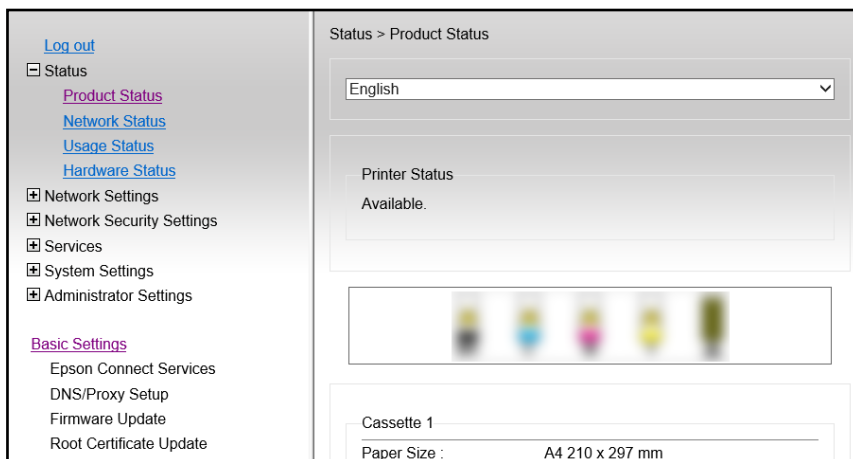 Log out
Status
Product Status
Network Status
Usage Status
Hardware Status
Network Settings
Network Security Settings
Services
System Settings
Administrator Settings
Basic Settings
Epson Connect Services
DNS/Proxy Setup
Firmware Update
Root Certificate Update
Status > Product Status
English
Printer Status
Available.
Cassette 1
Paper Size : A4 210 x 297 mm